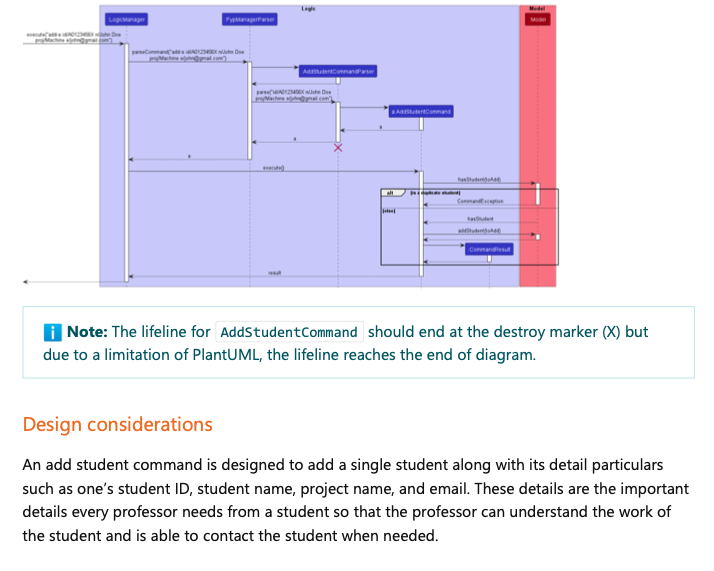 Logic
Model
LogicManager
FypManagerParser
Model
execute("add-s id/A0123456X n/John Doe
proj/Machine e/john@gmail.com")
parseCommand("add-s id/A0123456X n/John Doe
proj/Machine e/john@gmail.com")
AddStudentCommandParser
parse("id/A0123456X n/John Doe
proj/Machine e/john@gmail.com")
a:AddStudentCommand
a
a
a
execute()
hasStudent(toAdd)
alt
[is a duplicate student]
CommandException
[else]
hasStudent
addStudent(toAdd)
CommandResult
result
Note: The lifeline for AddStudentCommand should end at the destroy marker (X) but
due to a limitation of PlantUML, the lifeline reaches the end of diagram.
Design considerations
An add student command is designed to add a single student along with its detail particulars
such as one's student ID, student name, project name, and email. These details are the important
details every professor needs from a student so that the professor can understand the work of
the student and is able to contact the student when needed.